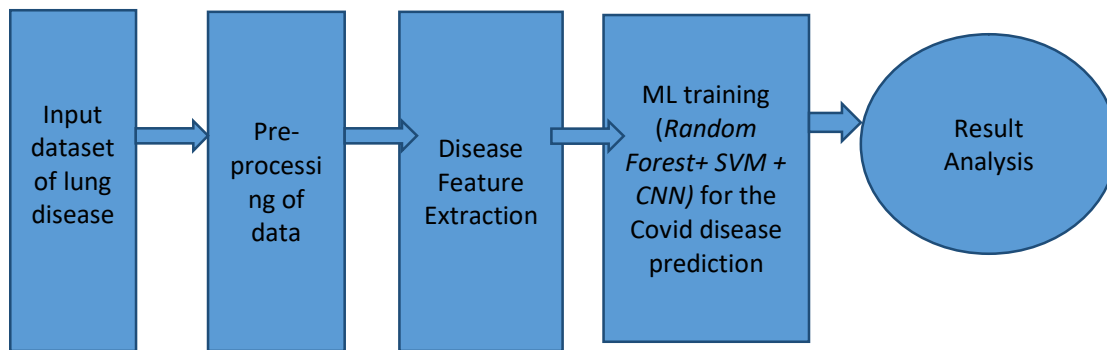 Input
dataset
of lung
disease
Pre-
processi
ng of
data
Disease
Feature
Extraction
ML training
(Random
Forest+ SVM +
CNN) for the
Covid disease
prediction
Result
Analysis